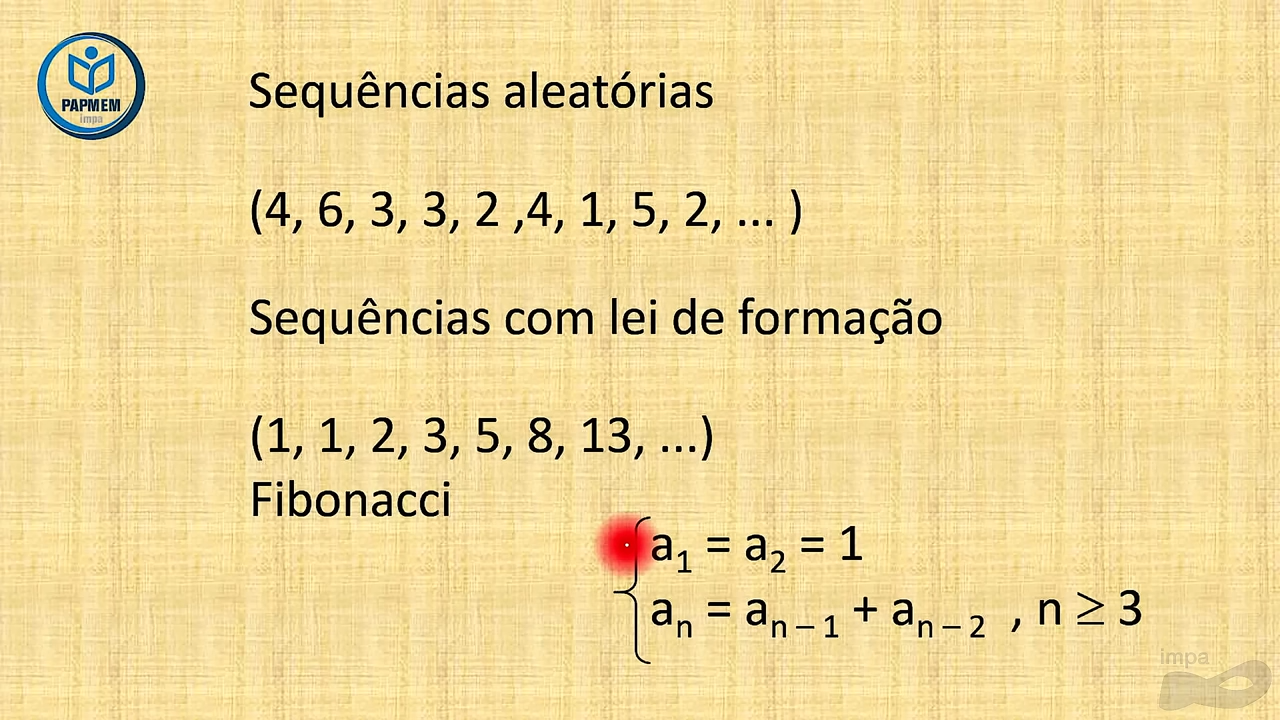 PAPMEM
impa
Sequências aleatórias
(4, 6, 3, 3, 2 ,4, 1, 5, 2, ... )
Sequências com lei de formação
(1, 1, 2, 3, 5, 8, 13, ...)
Fibonacci
a₁ = a₂ = 1
aₙ = aₙ₋₁ + aₙ₋₂ , n ≥ 3
impa